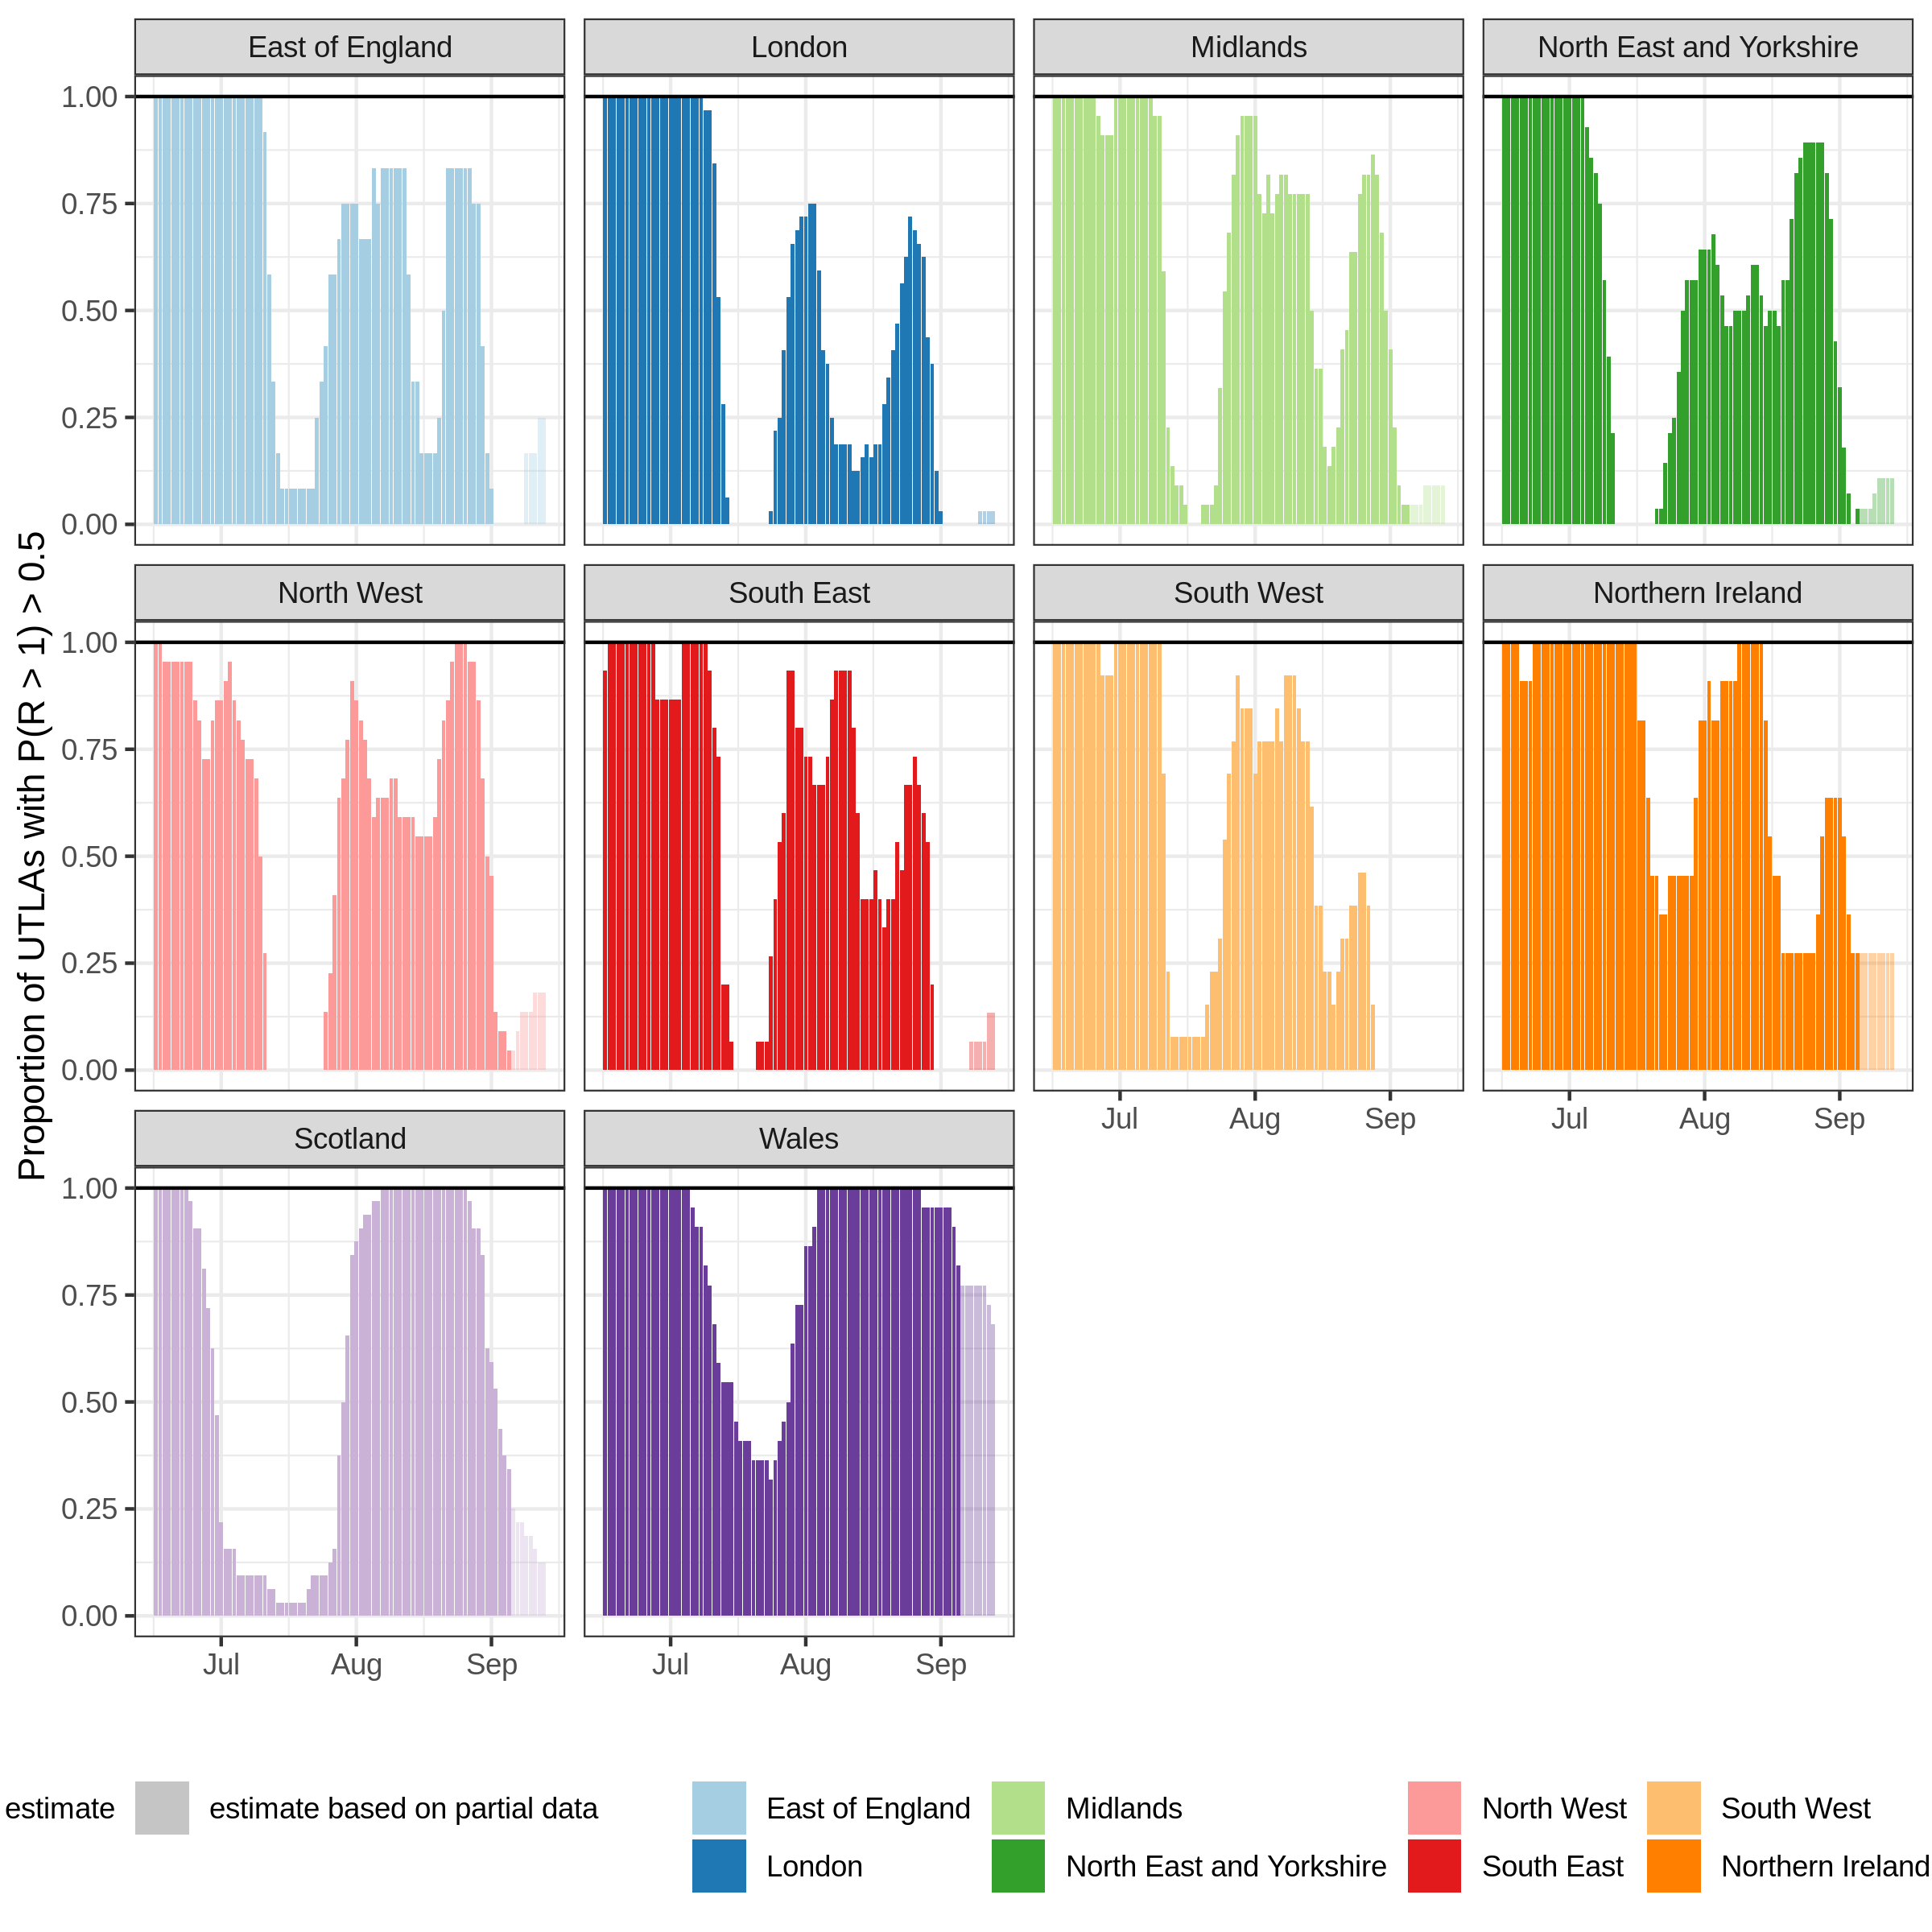 East of England London Midlands North East and Yorkshire
1.00
0.75
0.50
0.25
0.00
North West South East South West Northern Ireland
1.00
0.75
0.50
0.25
0.00
Jul Aug Sep Jul Aug Sep
Scotland Wales
1.00
0.75
0.50
0.25
0.00
Jul Aug Sep Jul Aug Sep
Proportion of UTLAs with P(R > 1) > 0.5
estimate estimate based on partial data East of England Midlands North West South West
London North East and Yorkshire South East Northern Ireland